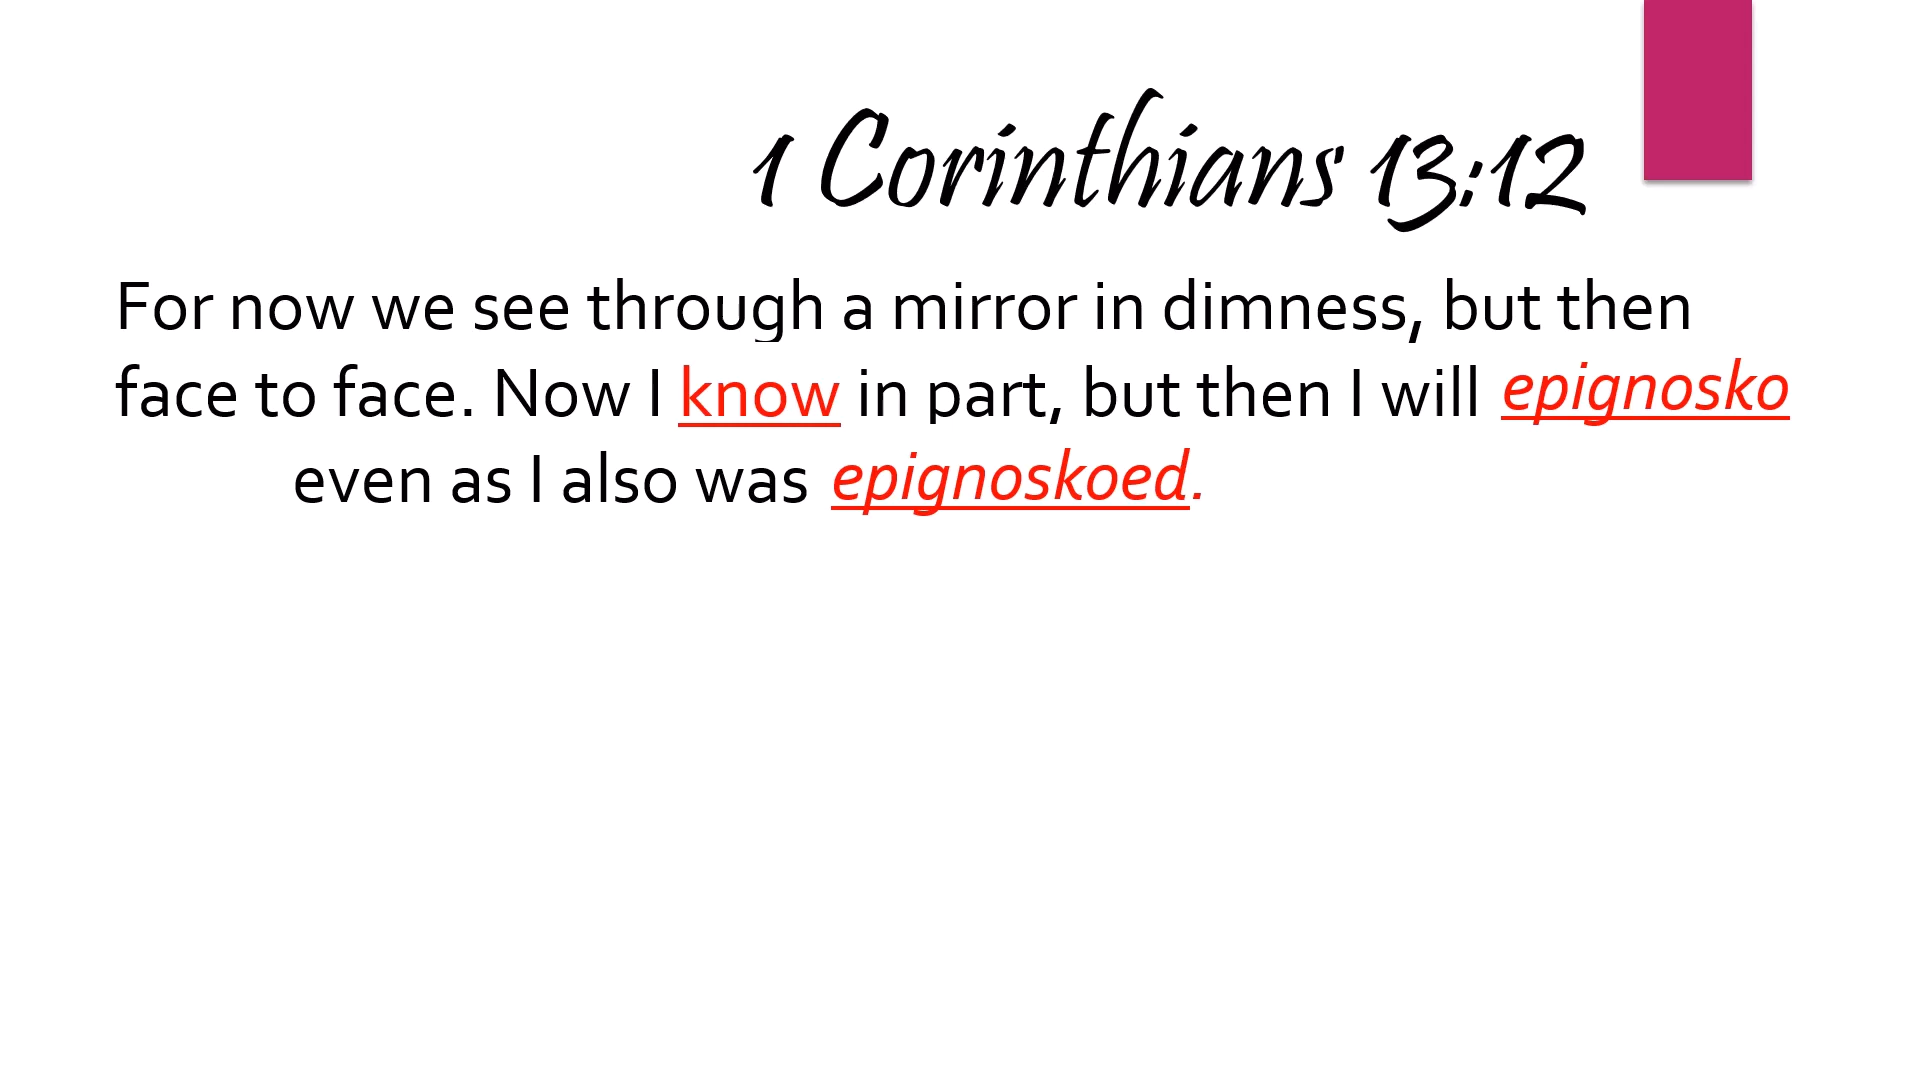 1 Corinthians 13:12
For now we see through a mirror in dimness, but then
face to face. Now I know in part, but then I will epignosko
even as I also was epignoskoed.